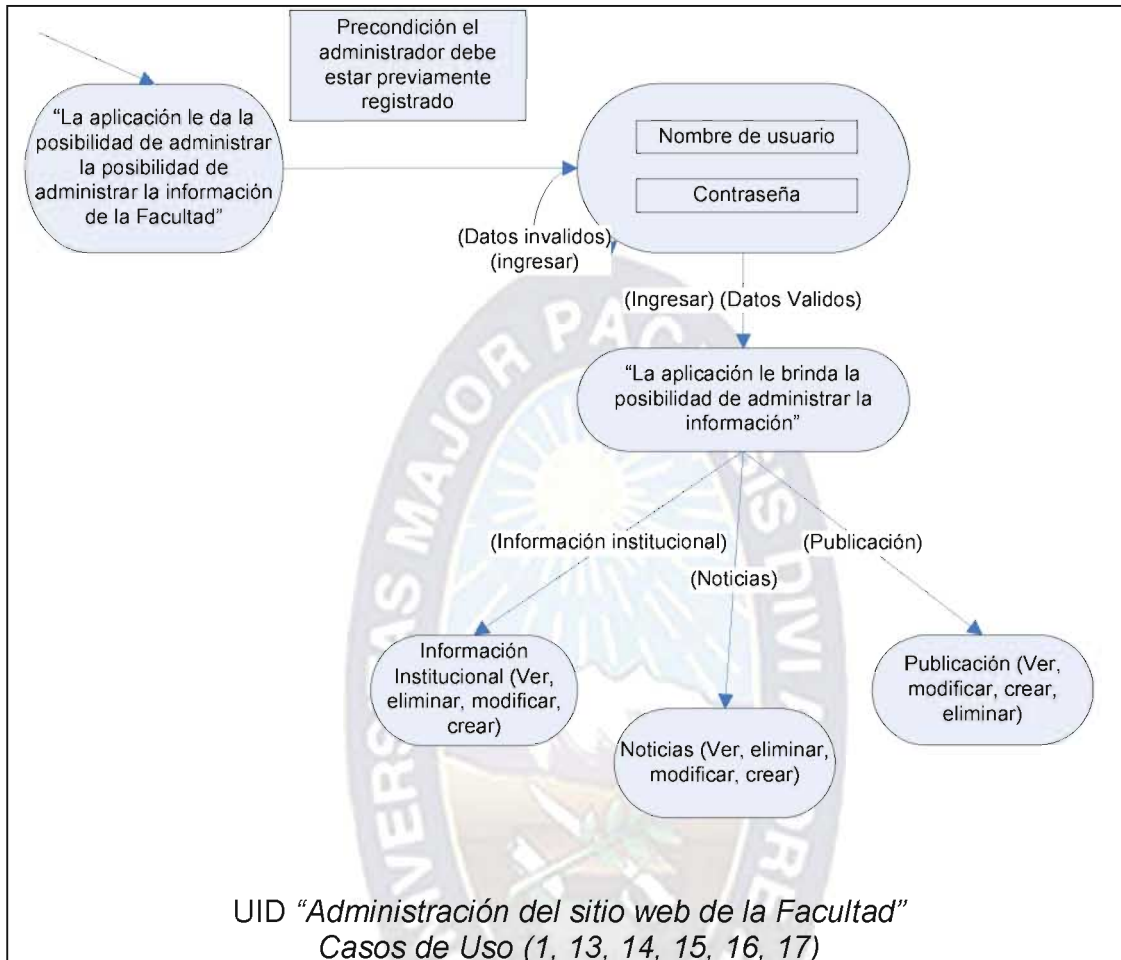 Precondición el
administrador debe
estar previamente
registrado
“La aplicación le da la
posibilidad de administrar
la posibilidad de
administrar la información
de la Facultad”
Nombre de usuario
Contraseña
(Datos invalidos)
(ingresar)
(Ingresar) (Datos Validos)
“La aplicación le brinda la
posibilidad de administrar la
información”
(Información institucional)
(Publicación)
(Noticias)
Información
Institucional (Ver,
eliminar, modificar,
crear)
Publicación (Ver,
modificar, crear,
eliminar)
Noticias (Ver, eliminar,
modificar, crear)
UID “Administración del sitio web de la Facultad”
Casos de Uso (1, 13, 14, 15, 16, 17)
MAJOR
DIVI